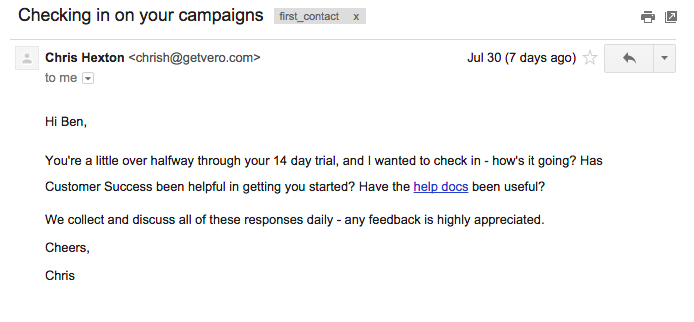 Checking in on your campaigns first_contact x
Chris Hexton <chrish@getvero.com> Jul 30 (7 days ago)
to me
Hi Ben,
You're a little over halfway through your 14 day trial, and I wanted to check in - how's it going? Has
Customer Success been helpful in getting you started? Have the help docs been useful?
We collect and discuss all of these responses daily - any feedback is highly appreciated.
Cheers,
Chris